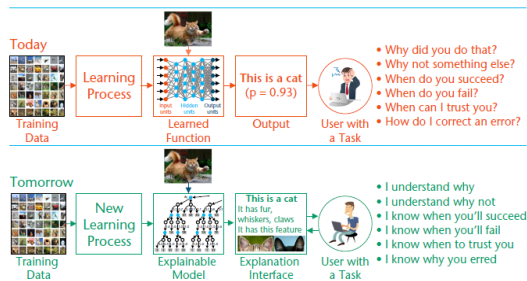 Today
Training
Data
Learning
Process
Input
units
Hidden
units
Output
units
Learned
Function
This is a cat
(p = 0.93)
Output
User with
a Task
• Why did you do that?
• Why not something else?
• When do you succeed?
• When do you fail?
• When can I trust you?
• How do I correct an error?
Tomorrow
Training
Data
New
Learning
Process
Explainable
Model
This is a cat
It has fur,
whiskers, claws
It has this feature
Explanation
Interface
User with
a Task
• I understand why
• I understand why not
• I know when you'll succeed
• I know when you'll fail
• I know when to trust you
• I know why you erred